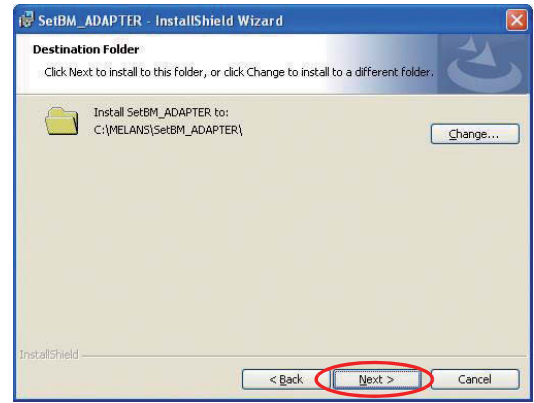 SetBM_ADAPTER - InstallShield Wizard
Destination Folder
Click Next to install to this folder, or click Change to install to a different folder.
Install SetBM_ADAPTER to:
C:\MELANS\SetBM_ADAPTER\
Change...
InstallShield
< Back
Next >
Cancel